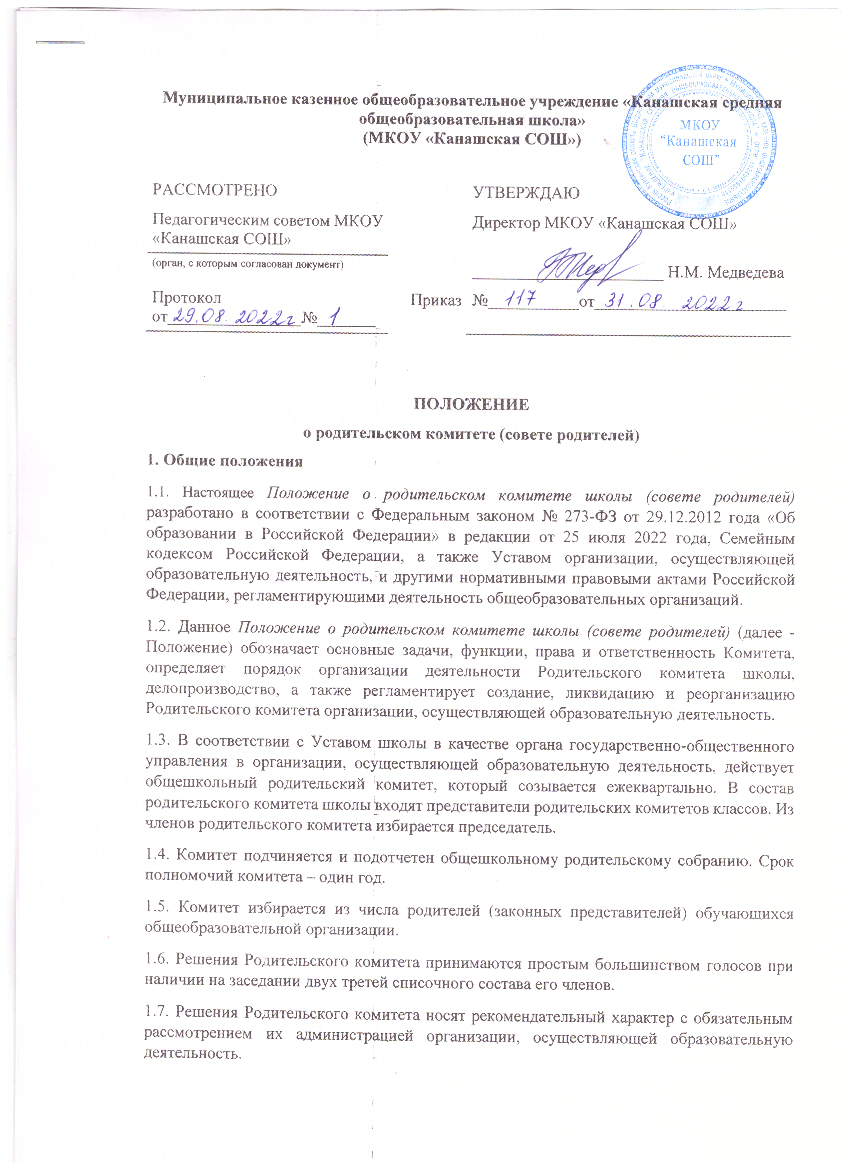 Муниципальное казенное общеобразовательное учреждение «Канашская средняя
общеобразовательная школа»
(МКОУ «Канашская СОШ»)
МКОУ
"Канашская
СОШ"
РАССМОТРЕНО
Педагогическим советом МКОУ
«Канашская СОШ»
(орган, с которым согласован документ)
Протокол
от 29.08. 2022 г № 1
УТВЕРЖДАЮ
Директор МКОУ «Канашская СОШ»
Н.М. Медведева
Приказ № 117 от 31.08. 2022 г
ПОЛОЖЕНИЕ
о родительском комитете (совете родителей)
1. Общие положения
1.1. Настоящее Положение о родительском комитете школы (совете родителей)
разработано в соответствии с Федеральным законом № 273-ФЗ от 29.12.2012 года «Об
образовании в Российской Федерации» в редакции от 25 июля 2022 года, Семейным
кодексом Российской Федерации, а также Уставом организации, осуществляющей
образовательную деятельность, и другими нормативными правовыми актами Российской
Федерации, регламентирующими деятельность общеобразовательных организаций.
1.2. Данное Положение о родительском комитете школы (совете родителей) (далее -
Положение) обозначает основные задачи, функции, права и ответственность Комитета,
определяет порядок организации деятельности Родительского комитета школы,
делопроизводство, а также регламентирует создание, ликвидацию и реорганизацию
Родительского комитета организации, осуществляющей образовательную деятельность.
1.3. В соответствии с Уставом школы в качестве органа государственно-общественного
управления в организации, осуществляющей образовательную деятельность, действует
общешкольный родительский комитет, который созывается ежеквартально. В состав
родительского комитета школы входят представители родительских комитетов классов. Из
членов родительского комитета избирается председатель.
1.4. Комитет подчиняется и подотчетен общешкольному родительскому собранию. Срок
полномочий комитета – один год.
1.5. Комитет избирается из числа родителей (законных представителей) обучающихся
общеобразовательной организации.
1.6. Решения Родительского комитета принимаются простым большинством голосов при
наличии на заседании двух третей списочного состава его членов.
1.7. Решения Родительского комитета носят рекомендательный характер с обязательным
рассмотрением их администрацией организации, осуществляющей образовательную
деятельность.